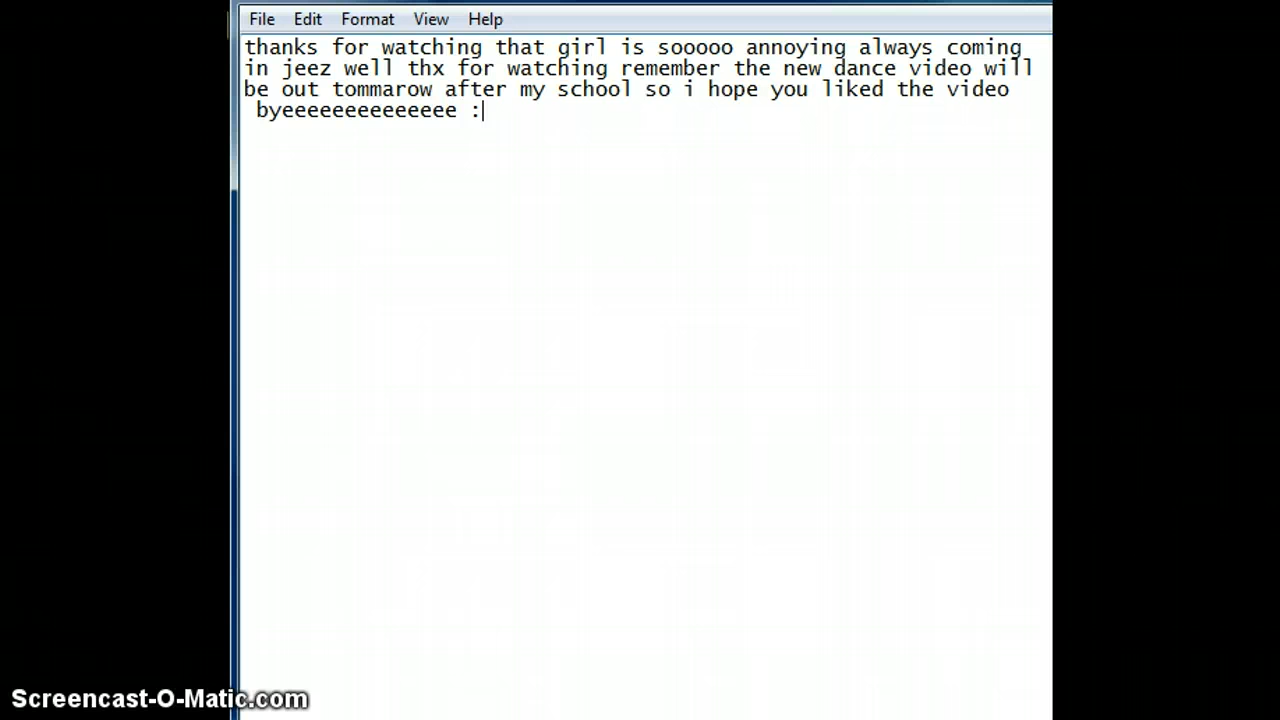 File Edit Format View Help
thanks for watching that girl is sooooo annoying always coming
in jeez well thx for watching remember the new dance video will
be out tommarow after my school so i hope you liked the video
byeeeeeeeeeeeeeee :
Screencast-O-Matic.com